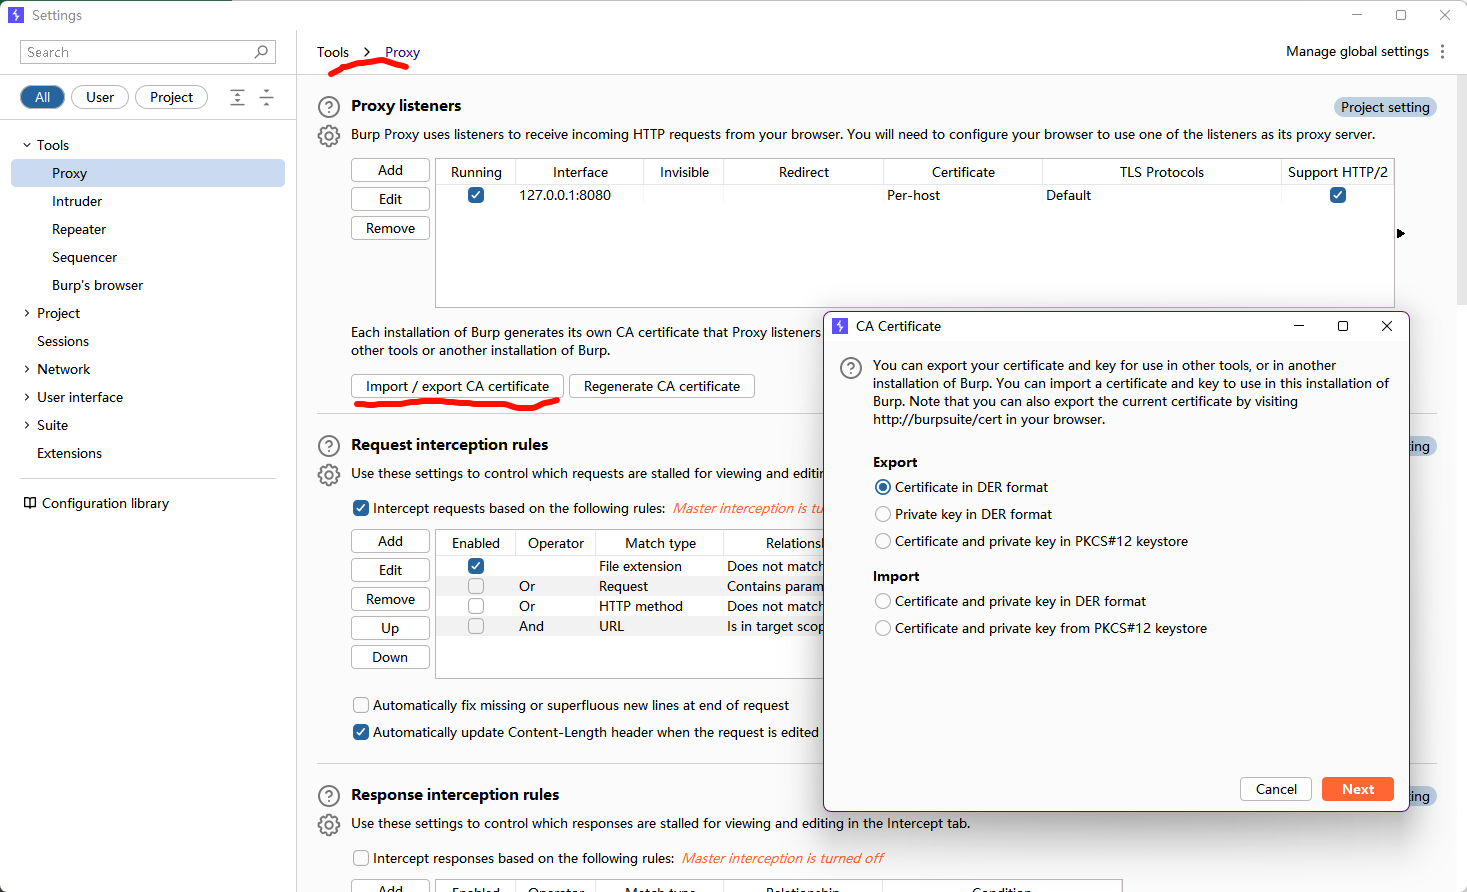 Settings
Search
Tools > Proxy
Manage global settings
All
User
Project
Tools
Proxy
Intruder
Repeater
Sequencer
Burp's browser
Project
Sessions
Network
User interface
Suite
Extensions
Configuration library
Proxy listeners
Project setting
Burp Proxy uses listeners to receive incoming HTTP requests from your browser. You will need to configure your browser to use one of the listeners as its proxy server.
Add
Edit
Remove
Running Interface Invisible Redirect Certificate TLS Protocols Support HTTP/2
127.0.0.1:8080 Per-host Default
Each installation of Burp generates its own CA certificate that Proxy listeners
other tools or another installation of Burp.
Import / export CA certificate
Regenerate CA certificate
Request interception rules
ing
Use these settings to control which requests are stalled for viewing and editin
Intercept requests based on the following rules: Master interception is tu
Add
Edit
Remove
Up
Down
Enabled Operator Match type Relations
File extension Does not match
Or Request Contains param
Or HTTP method Does not match
And URL Is in target scop
Automatically fix missing or superfluous new lines at end of request
Automatically update Content-Length header when the request is edited
Response interception rules
ing
Use these settings to control which responses are stalled for viewing and editing in the Intercept tab.
Intercept responses based on the following rules: Master interception is turned off
Add
Enabled Operator Match type Relationship Condition
CA Certificate
You can export your certificate and key for use in other tools, or in another
installation of Burp. You can import a certificate and key to use in this installation of
Burp. Note that you can also export the current certificate by visiting
http://burpsuite/cert in your browser.
Export
Certificate in DER format
Private key in DER format
Certificate and private key in PKCS#12 keystore
Import
Certificate and private key in DER format
Certificate and private key from PKCS#12 keystore
Cancel
Next